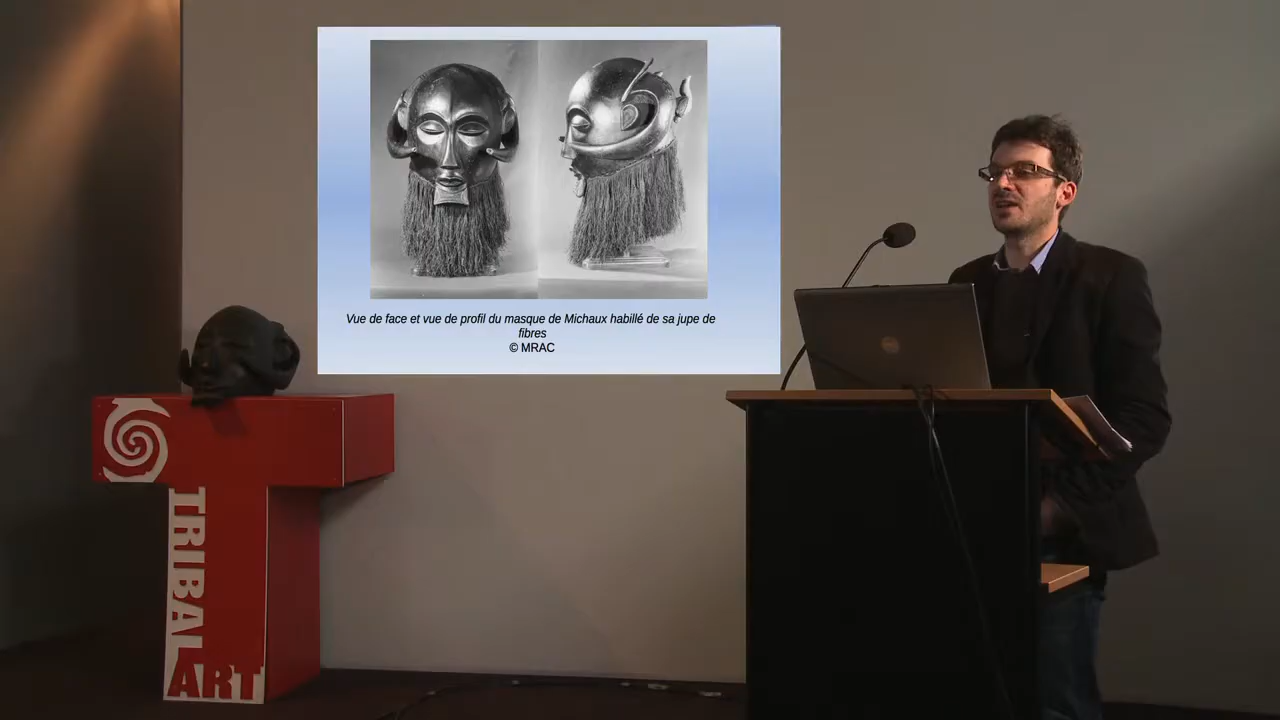 Vue de face et vue de profil du masque de Michaux habillé de sa jupe de
fibres
© MRAC
TRIBAL
ART